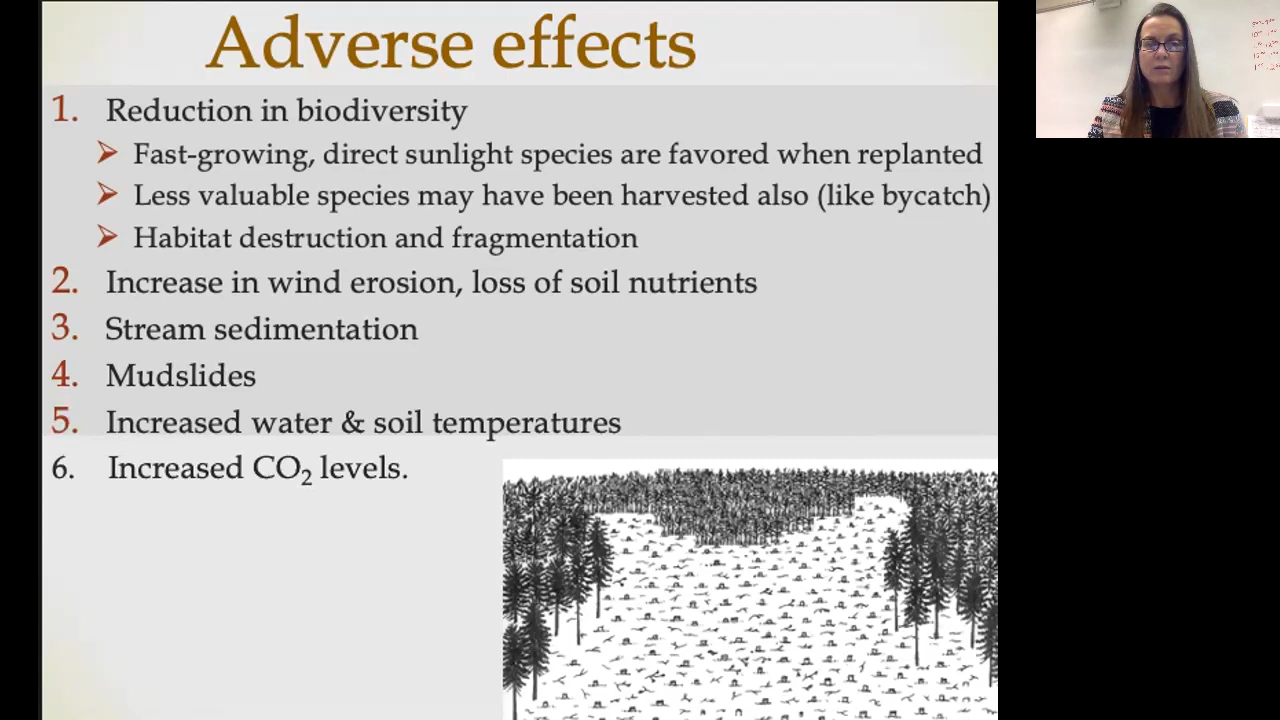 Adverse effects
1. Reduction in biodiversity
➢ Fast-growing, direct sunlight species are favored when replanted
➢ Less valuable species may have been harvested also (like bycatch)
➢ Habitat destruction and fragmentation
2. Increase in wind erosion, loss of soil nutrients
3. Stream sedimentation
4. Mudslides
5. Increased water & soil temperatures
6. Increased CO₂ levels.